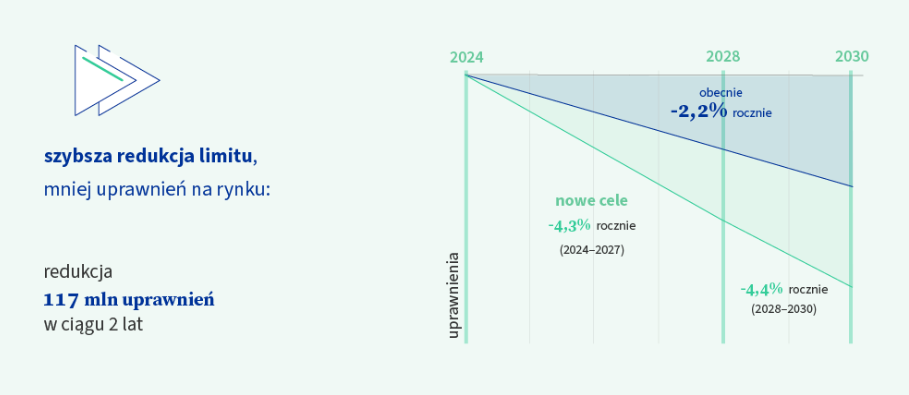 szybsza redukcja limitu,
mniej uprawnień na rynku:
redukcja
117 mln uprawnień
w ciągu 2 lat
2024
2028
2030
obecnie
-2,2% rocznie
nowe cele
-4,3% rocznie
(2024–2027)
-4,4% rocznie
(2028–2030)
uprawnienia